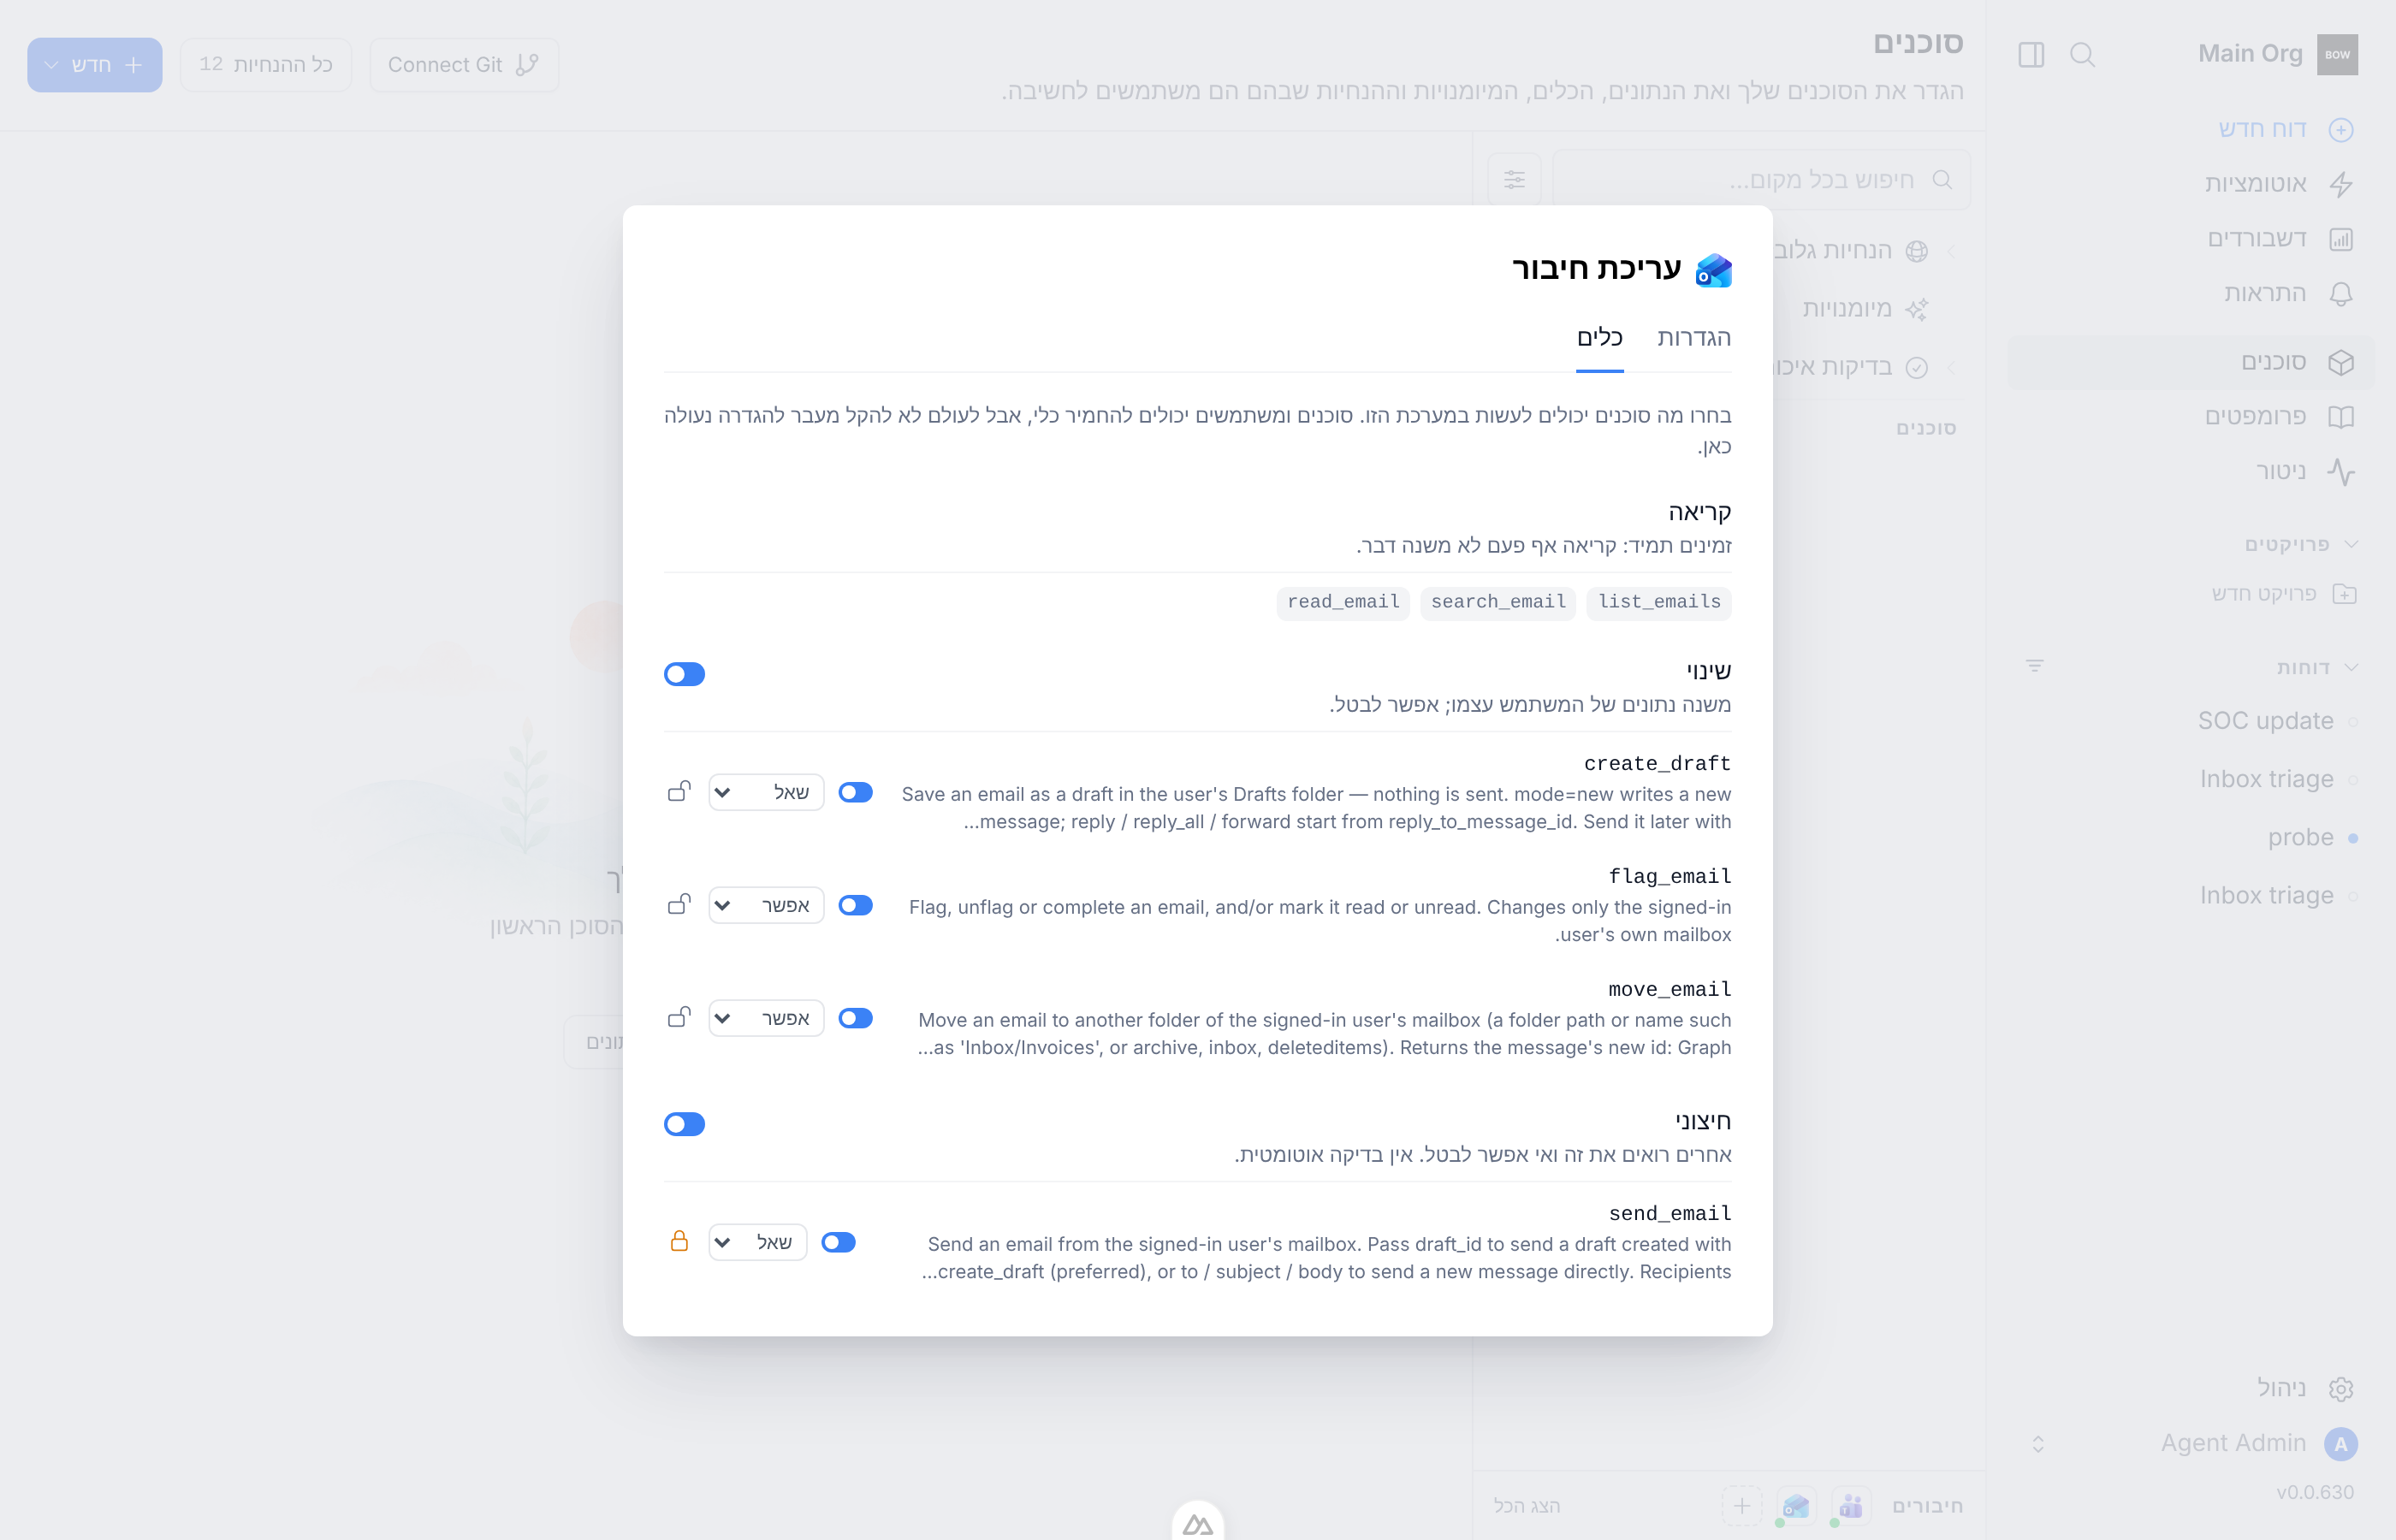 Main Org
BOW
דוח חדש
אוטומציות
דשבורדים
התראות
סוכנים
פרומפטים
ניטור
פרויקטים
פרויקט חדש
דוחות
SOC update
Inbox triage
probe
Inbox triage
ניהול
Agent Admin
A
v0.0.630
סוכנים
הגדר את הסוכנים שלך ואת הנתונים, הכלים, המיומנויות וההנחיות שבהם הם משתמשים לחשיבה.
Connect Git
כל ההנחיות 12
חדש
חיפוש בכל מקום...
הנחיות גלוב
מיומנויות
בדיקות איכו
סוכנים
חיבורים
הצג הכל
הסוכן הראשון
עריכת חיבור
הגדרות
כלים
בחרו מה סוכנים יכולים לעשות במערכת הזו. סוכנים ומשתמשים יכולים להחמיר כלי, אבל לעולם לא להקל מעבר להגדרה נעולה
כאן.
קריאה
זמינים תמיד: קריאה אף פעם לא משנה דבר.
list_emails
search_email
read_email
שינוי
משנה נתונים של המשתמש עצמו; אפשר לבטל.
create_draft
Save an email as a draft in the user's Drafts folder — nothing is sent. mode=new writes a new
message; reply / reply_all / forward start from reply_to_message_id. Send it later with...
שאל
flag_email
Flag, unflag or complete an email, and/or mark it read or unread. Changes only the signed-in
user's own mailbox.
אפשר
move_email
Move an email to another folder of the signed-in user's mailbox (a folder path or name such
as 'Inbox/Invoices', or archive, inbox, deleteditems). Returns the message's new id: Graph...
אפשר
חיצוני
אחרים רואים את זה ואי אפשר לבטל. אין בדיקה אוטומטית.
send_email
Send an email from the signed-in user's mailbox. Pass draft_id to send a draft created with
create_draft (preferred), or to / subject / body to send a new message directly. Recipients...
שאל